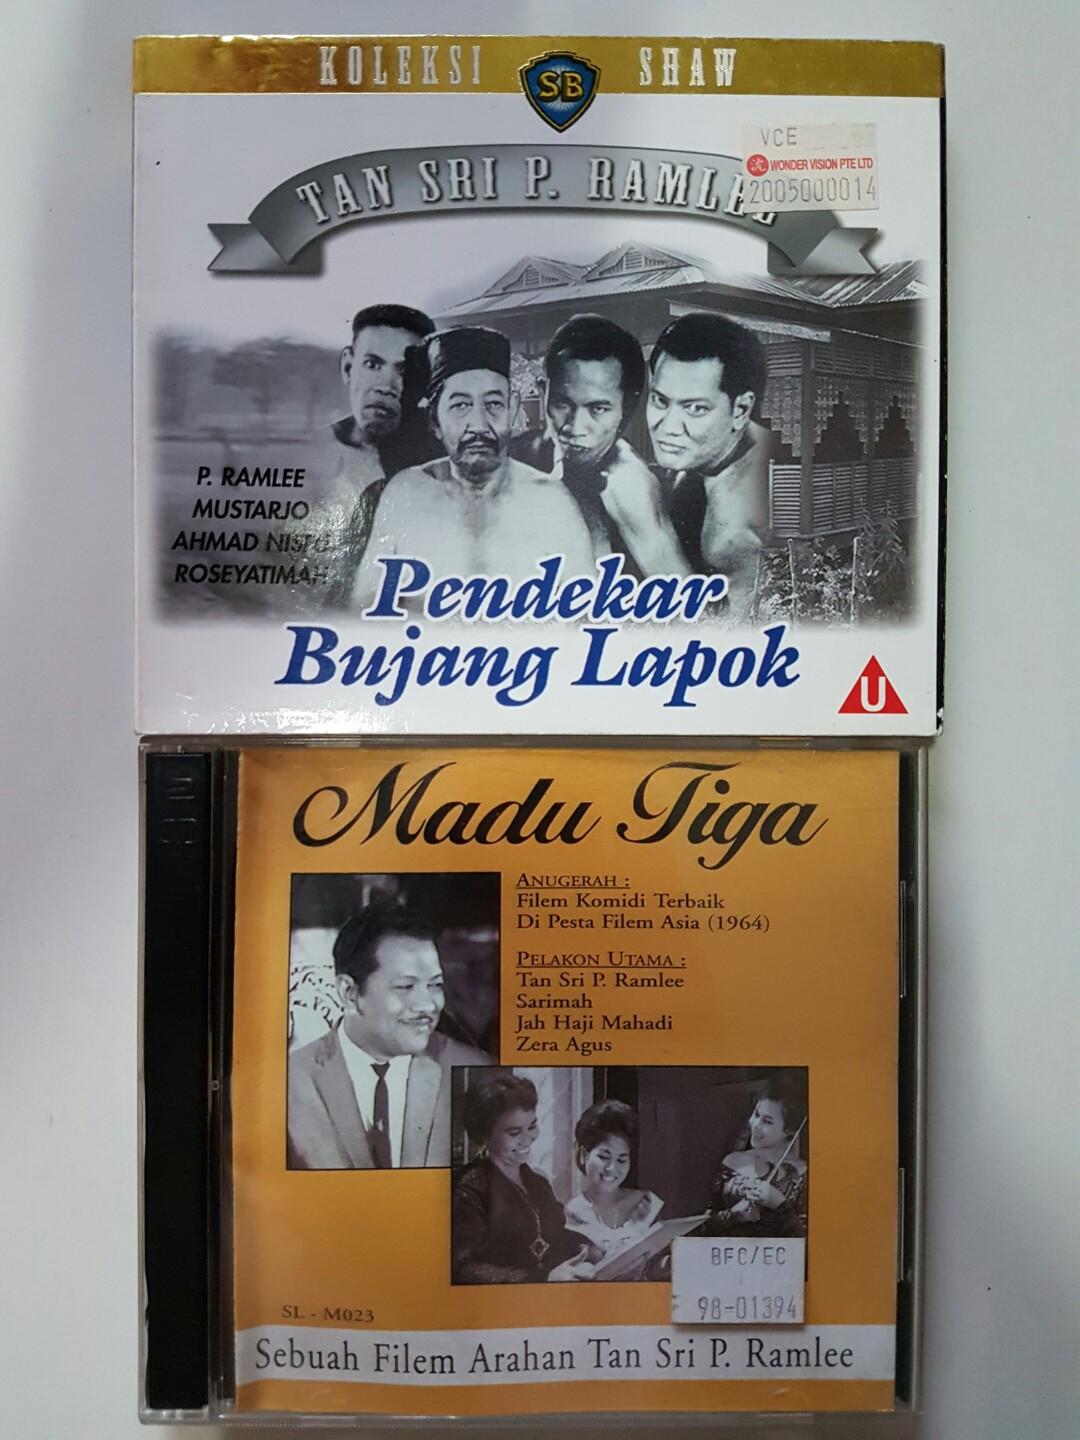 KOLEKSI SB SHAW
VCE
WONDER VISION PTE LTD
2005000014
TAN SRI P. RAMLEE
P. RAMLEE
MUSTARJO
AHMAD NISFU
ROSEYATIMAH
Pendekar
Bujang Lapok
U
Madu Tiga
ANUGERAH :
Filem Komidi Terbaik
Di Pesta Filem Asia (1964)
PELAKON UTAMA :
Tan Sri P. Ramlee
Sarimah
Jah Haji Mahadi
Zera Agus
BFC/EC
98-01394
SL - M023
Sebuah Filem Arahan Tan Sri P. Ramlee